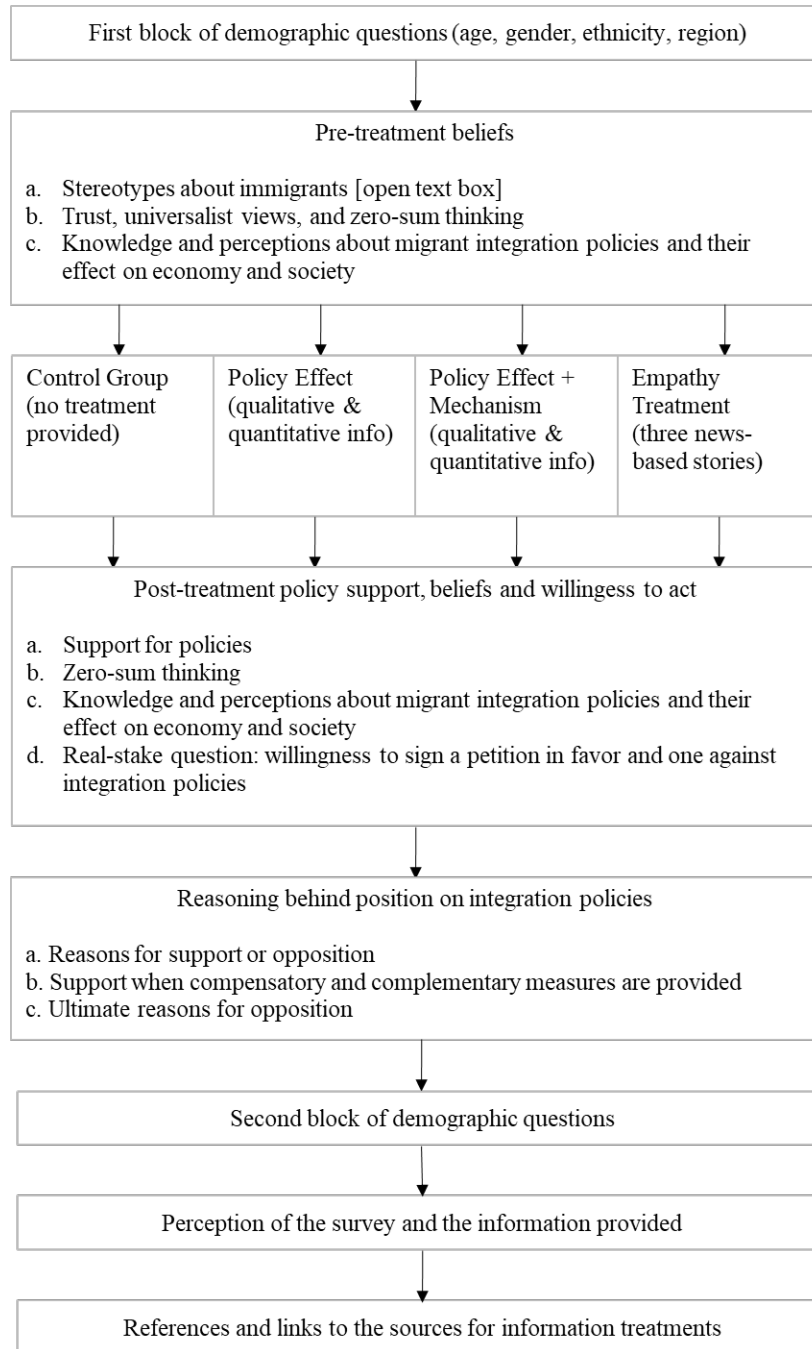 First block of demographic questions (age, gender, ethnicity, region)
Pre-treatment beliefs
a. Stereotypes about immigrants [open text box]
b. Trust, universalist views, and zero-sum thinking
c. Knowledge and perceptions about migrant integration policies and their
effect on economy and society
Control Group
(no treatment
provided)
Policy Effect
(qualitative &
quantitative info)
Policy Effect +
Mechanism
(qualitative &
quantitative info)
Empathy
Treatment
(three news-
based stories)
Post-treatment policy support, beliefs and willingess to act
a. Support for policies
b. Zero-sum thinking
c. Knowledge and perceptions about migrant integration policies and their
effect on economy and society
d. Real-stake question: willingness to sign a petition in favor and one against
integration policies
Reasoning behind position on integration policies
a. Reasons for support or opposition
b. Support when compensatory and complementary measures are provided
c. Ultimate reasons for opposition
Second block of demographic questions
Perception of the survey and the information provided
References and links to the sources for information treatments